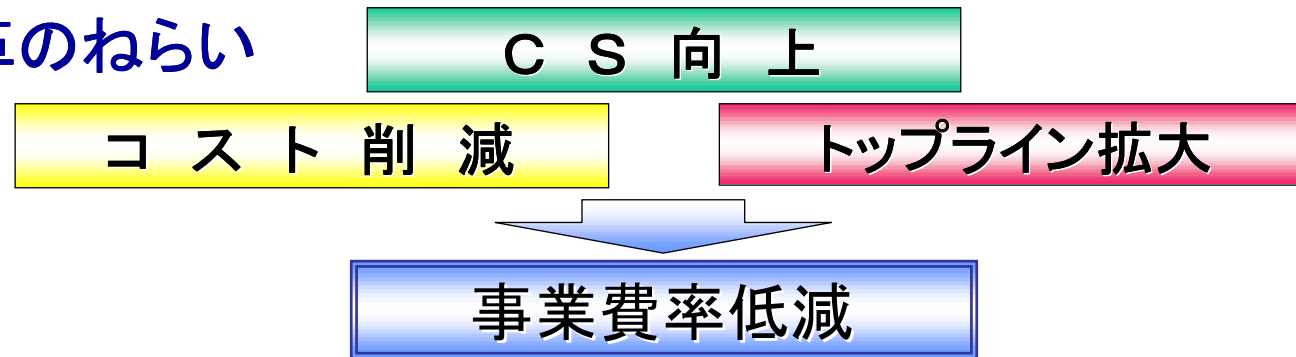 のねらい
ＣＳ向上
コスト削減
トップライン拡大
事業費率低減